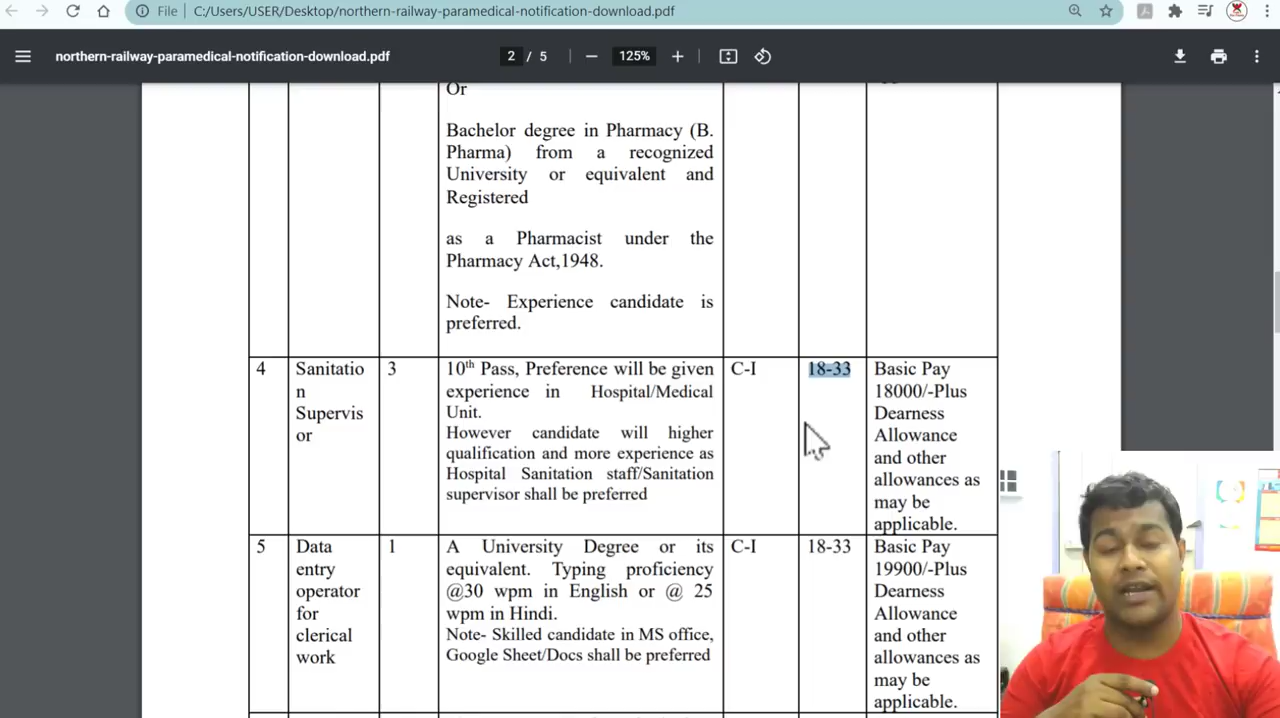 File C:/Users/USER/Desktop/northern-railway-paramedical-notification-download.pdf
northern-railway-paramedical-notification-download.pdf
2 / 5
125%
Or
Bachelor degree in Pharmacy (B.
Pharma) from a recognized
University or equivalent and
Registered
as a Pharmacist under the
Pharmacy Act,1948.
Note- Experience candidate is
preferred.
4
Sanitatio
n
Supervis
or
3
10th Pass, Preference will be given
experience in Hospital/Medical
Unit.
However candidate will higher
qualification and more experience as
Hospital Sanitation staff/Sanitation
supervisor shall be preferred
C-I
18-33
Basic Pay
18000/-Plus
Dearness
Allowance
and other
allowances as
may be
applicable.
5
Data
entry
operator
for
clerical
work
1
A University Degree or its
equivalent. Typing proficiency
@30 wpm in English or @ 25
wpm in Hindi.
Note- Skilled candidate in MS office,
Google Sheet/Docs shall be preferred
C-I
18-33
Basic Pay
19900/-Plus
Dearness
Allowance
and other
allowances as
may be
applicable.